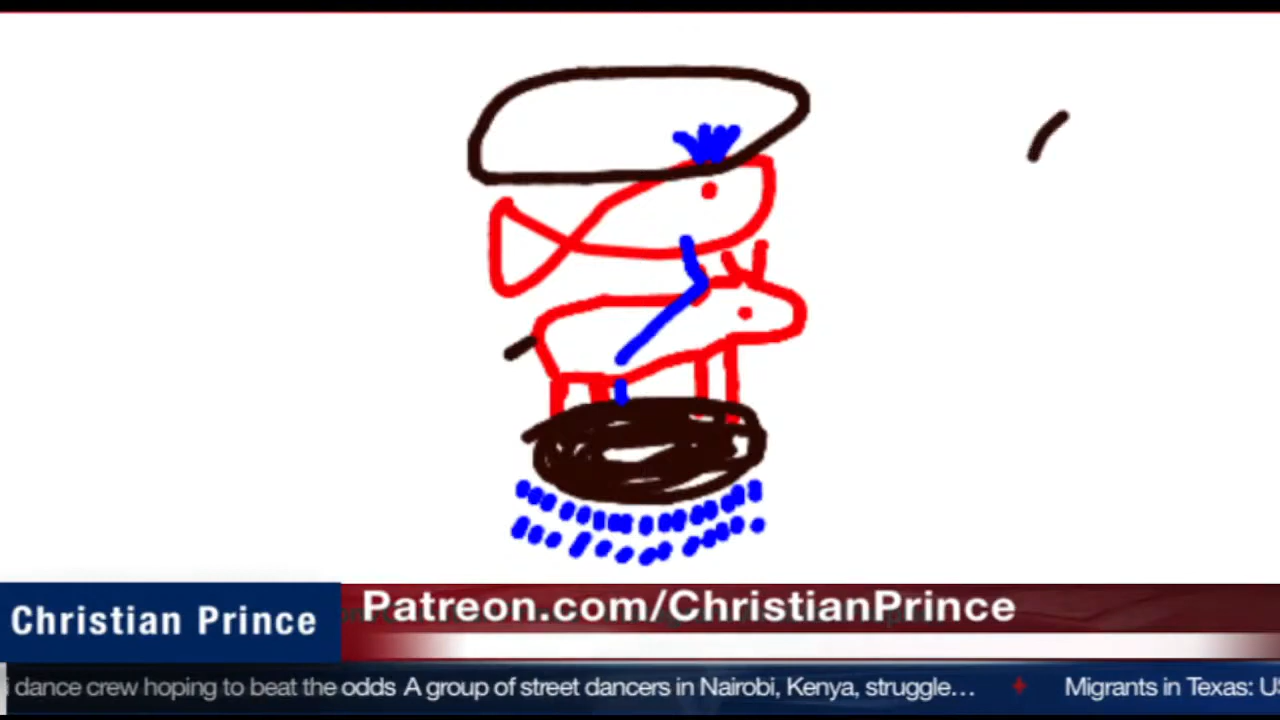 Patreon.com/ChristianPrince
Christian Prince
i dance crew hoping to beat the odds A group of street dancers in Nairobi, Kenya, struggle… Migrants in Texas: US